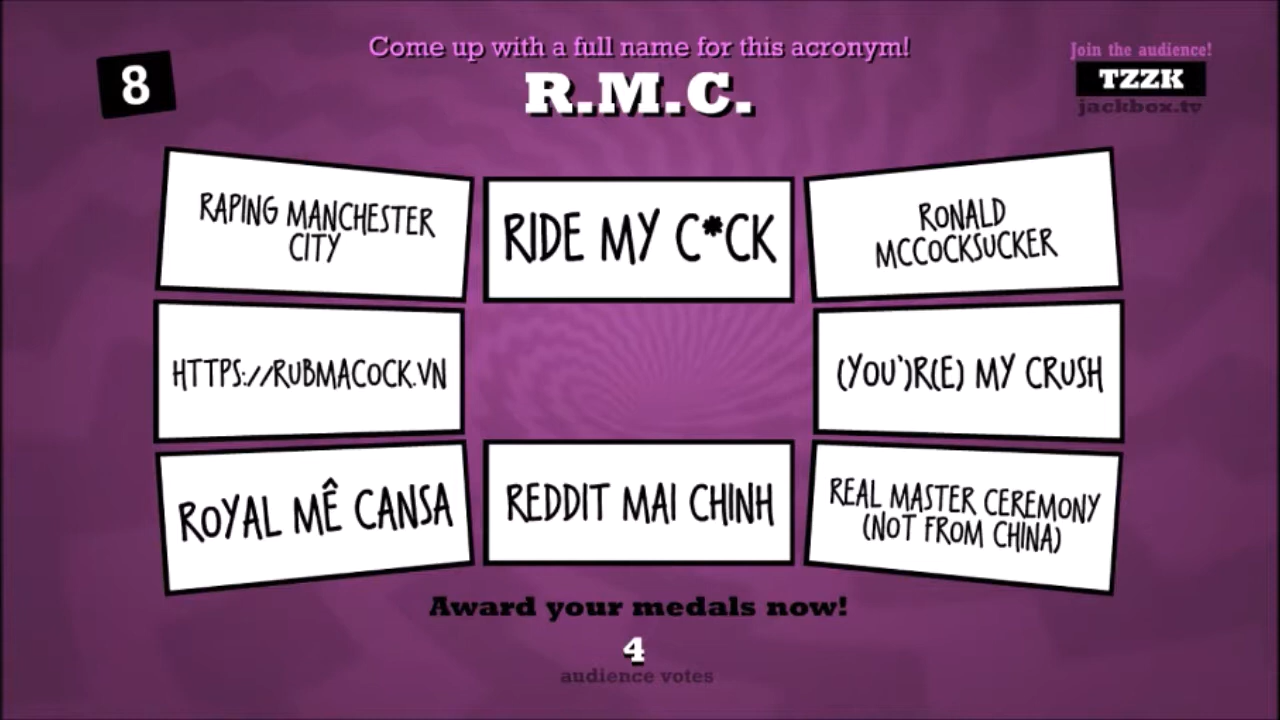 Come up with a full name for this acronym!
R.M.C.
8
Join the audience!
TZZK
jackbox.tv
RAPING MANCHESTER
CITY
RIDE MY C*CK
RONALD
MCCOCKSUCKER
HTTPS://RUBMACOCK.VN
(YOU')R(E) MY CRUSH
ROYAL MÊ CANSA
REDDIT MAI CHINH
REAL MASTER CEREMONY
(NOT FROM CHINA)
Award your medals now!
4
audience votes